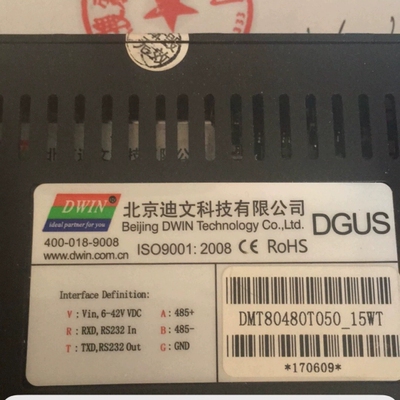 DWIN
ideal partner for you
北京迪文科技有限公司
Beijing DWIN Technology Co.,Ltd.
DGUS
400-018-9008
www.dwin.com.cn
ISO9001: 2008 CE RoHS
Interface Definition:
V : Vin, 6-42V VDC A : 485+
R : RXD, RS232 In B : 485-
T : TXD, RS232 Out G : GND
DMT80480T050_15WT
*170609*